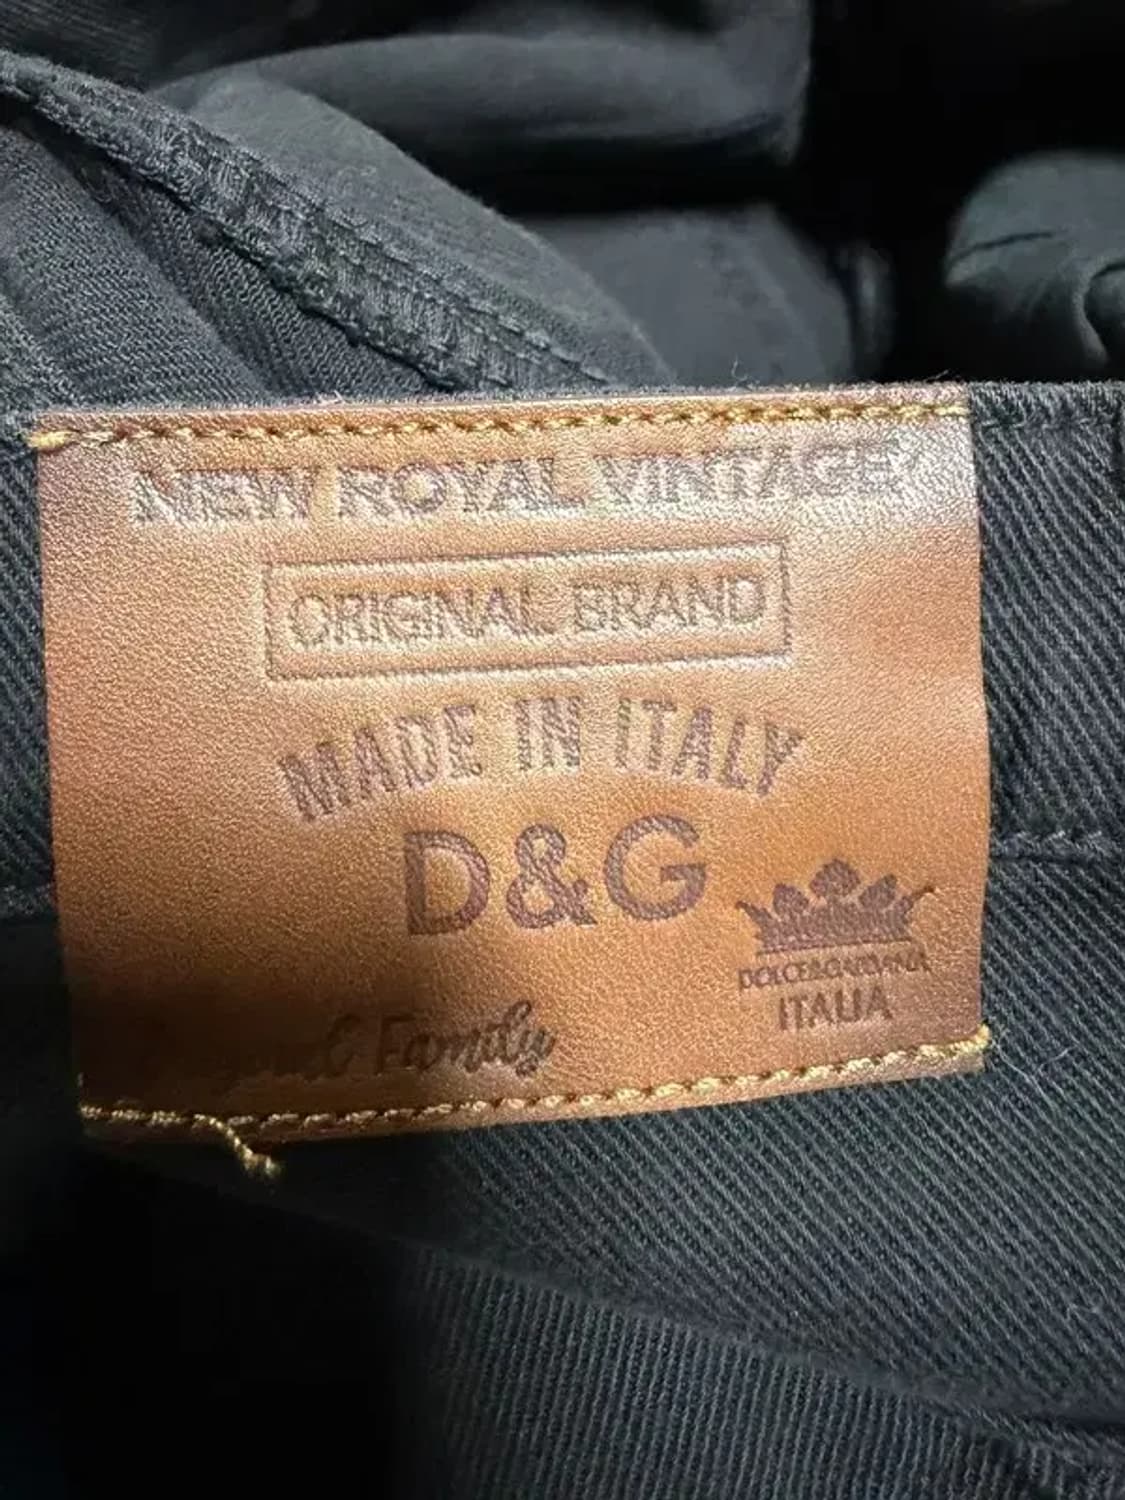 NEW ROYAL VINTAGE
ORIGINAL BRAND
MADE IN ITALY
D&G
DOLCE&GABBANA
ITALIA
Family